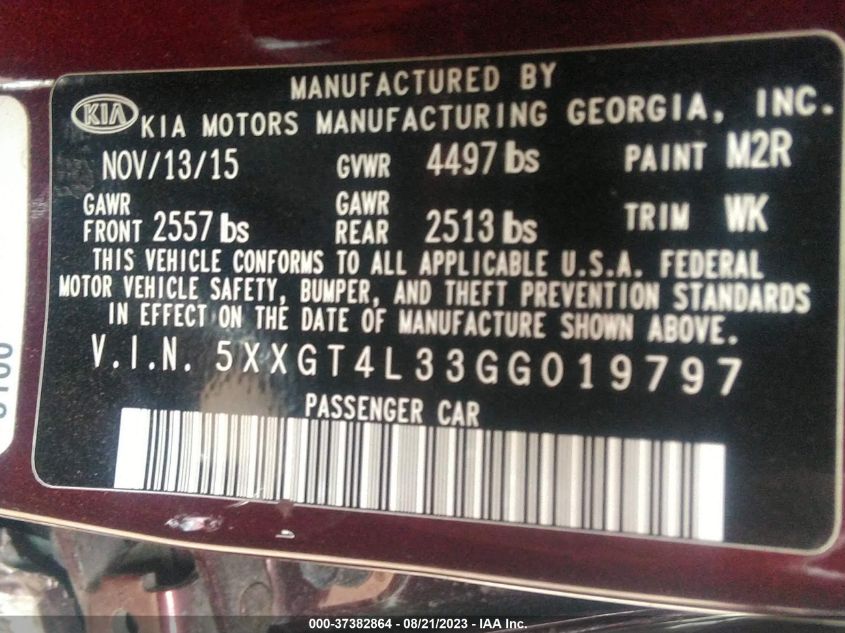 MANUFACTURED BY
KIA KIA MOTORS MANUFACTURING GEORGIA, INC.
NOV/13/15 GVWR 4497 lbs PAINT M2R
GAWR FRONT 2557 lbs GAWR REAR 2513 lbs TRIM WK
THIS VEHICLE CONFORMS TO ALL APPLICABLE U.S.A. FEDERAL
MOTOR VEHICLE SAFETY, BUMPER, AND THEFT PREVENTION STANDARDS
IN EFFECT ON THE DATE OF MANUFACTURE SHOWN ABOVE.
V.I.N. 5XXGT4L33GG019797
PASSENGER CAR
000-37382864 - 08/21/2023 - IAA Inc.